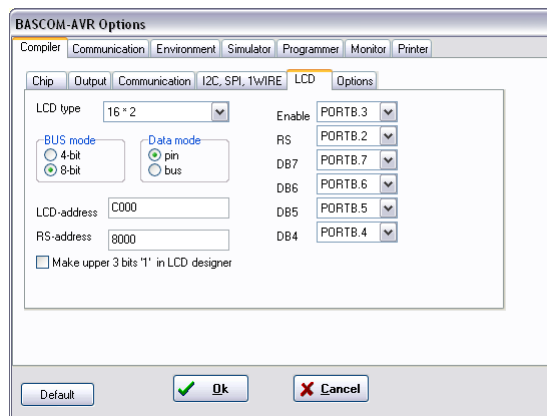 BASCOM-AVR Options
Compiler Communication Environment Simulator Programmer Monitor Printer
Chip Output Communication I2C, SPI, 1WIRE LCD Options
LCD type 16 * 2 Enable PORTB.3
RS PORTB.2
BUS mode Data mode
4-bit pin DB7 PORTB.7
8-bit bus DB6 PORTB.6
LCD-address C000 DB5 PORTB.5
RS-address 8000 DB4 PORTB.4
Make upper 3 bits '1' in LCD designer
Default Ok Cancel